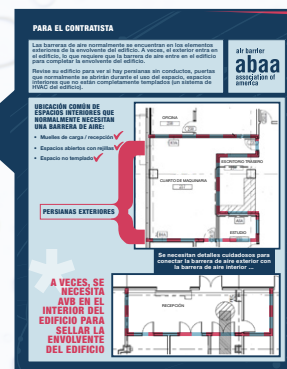 PARA EL CONTRATISTA
Las barreras de aire normalmente se encuentran en los elementos
exteriores de la envolvente del edificio. A veces, el exterior entra en
el edificio, lo que requiere que la barrera de aire entre en el edificio
para completar la envolvente del edificio.
Revise su edificio para ver si hay persianas sin conductos, puertas
que normalmente se abrirán durante el uso del espacio, espacios
interiores que no están completamente templados (un sistema de
HVAC del edificio).
air barrier
abaa
association of
america
UBICACIÓN COMÚN DE
ESPACIOS INTERIORES QUE
NORMALMENTE NECESITAN
UNA BARRERA DE AIRE:
• Muelles de carga / recepción
• Espacios abiertos con rejillas
• Espacio no templado
PERSIANAS EXTERIORES
OFICINA
ESCRITORIO TRASERO
CUARTO DE MAQUINARIA
ESTUDIO
Se necesitan detalles cuidadosos para
conectar la barrera de aire exterior con
la barrera de aire interior ...
A VECES, SE
NECESITA
AVB EN EL
INTERIOR DEL
EDIFICIO PARA
SELLAR LA
ENVOLVENTE
DEL EDIFICIO
RECEPCIÓN